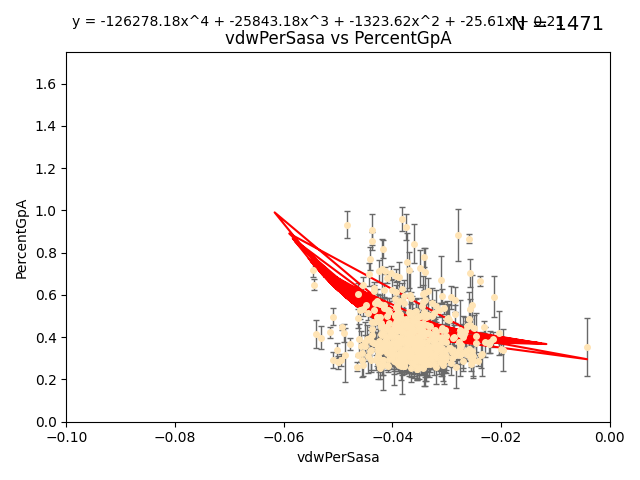 y = -126278.18x^4 + -25843.18x^3 + -1323.62x^2 + -25.61x + 0.21
N = 1471
vdwPerSasa vs PercentGpA
PercentGpA
1.6
1.4
1.2
1.0
0.8
0.6
0.4
0.2
0.0
−0.10 −0.08 −0.06 −0.04 −0.02 0.00
vdwPerSasa